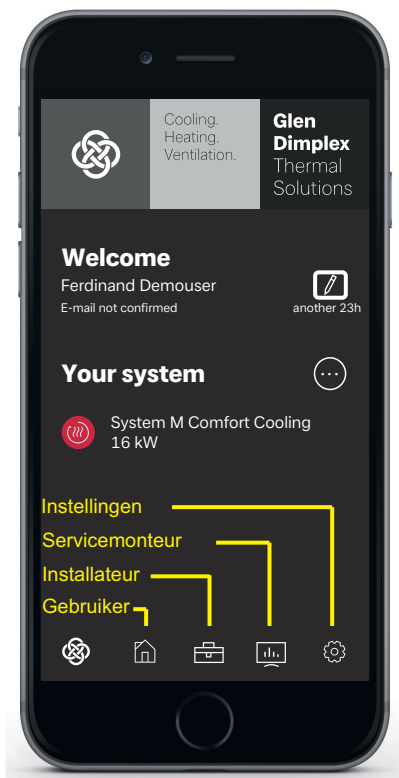 Cooling.
Heating.
Ventilation.
Glen
Dimplex
Thermal
Solutions
Welcome
Ferdinand Demouser
E-mail not confirmed
another 23h
Your system
System M Comfort Cooling
16 kW
Instellingen
Servicemonteur
Installateur
Gebruiker